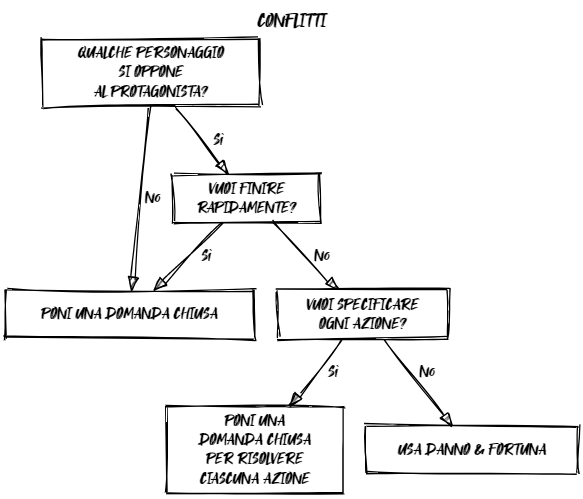 CONFLITTI
QUALCHE PERSONAGGIO
SI OPPONE
AL PROTAGONISTA?
Sì
No
VUOI FINIRE
RAPIDAMENTE?
Sì
No
PONI UNA DOMANDA CHIUSA
VUOI SPECIFICARE
OGNI AZIONE?
Sì
No
PONI UNA
DOMANDA CHIUSA
PER RISOLVERE
CIASCUNA AZIONE
USA DANNO & FORTUNA